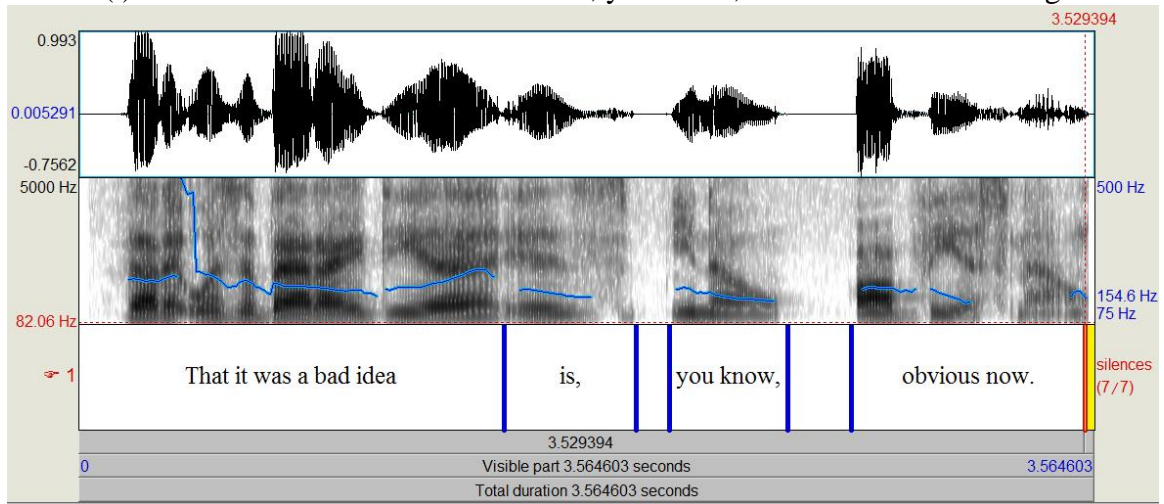 3.529394
0.993
0.005291
-0.7562
5000 Hz
500 Hz
154.6 Hz
82.06 Hz
75 Hz
☞ 1
That it was a bad idea
is,
you know,
obvious now.
silences
(7/7)
3.529394
0
Visible part 3.564603 seconds
3.564603
Total duration 3.564603 seconds